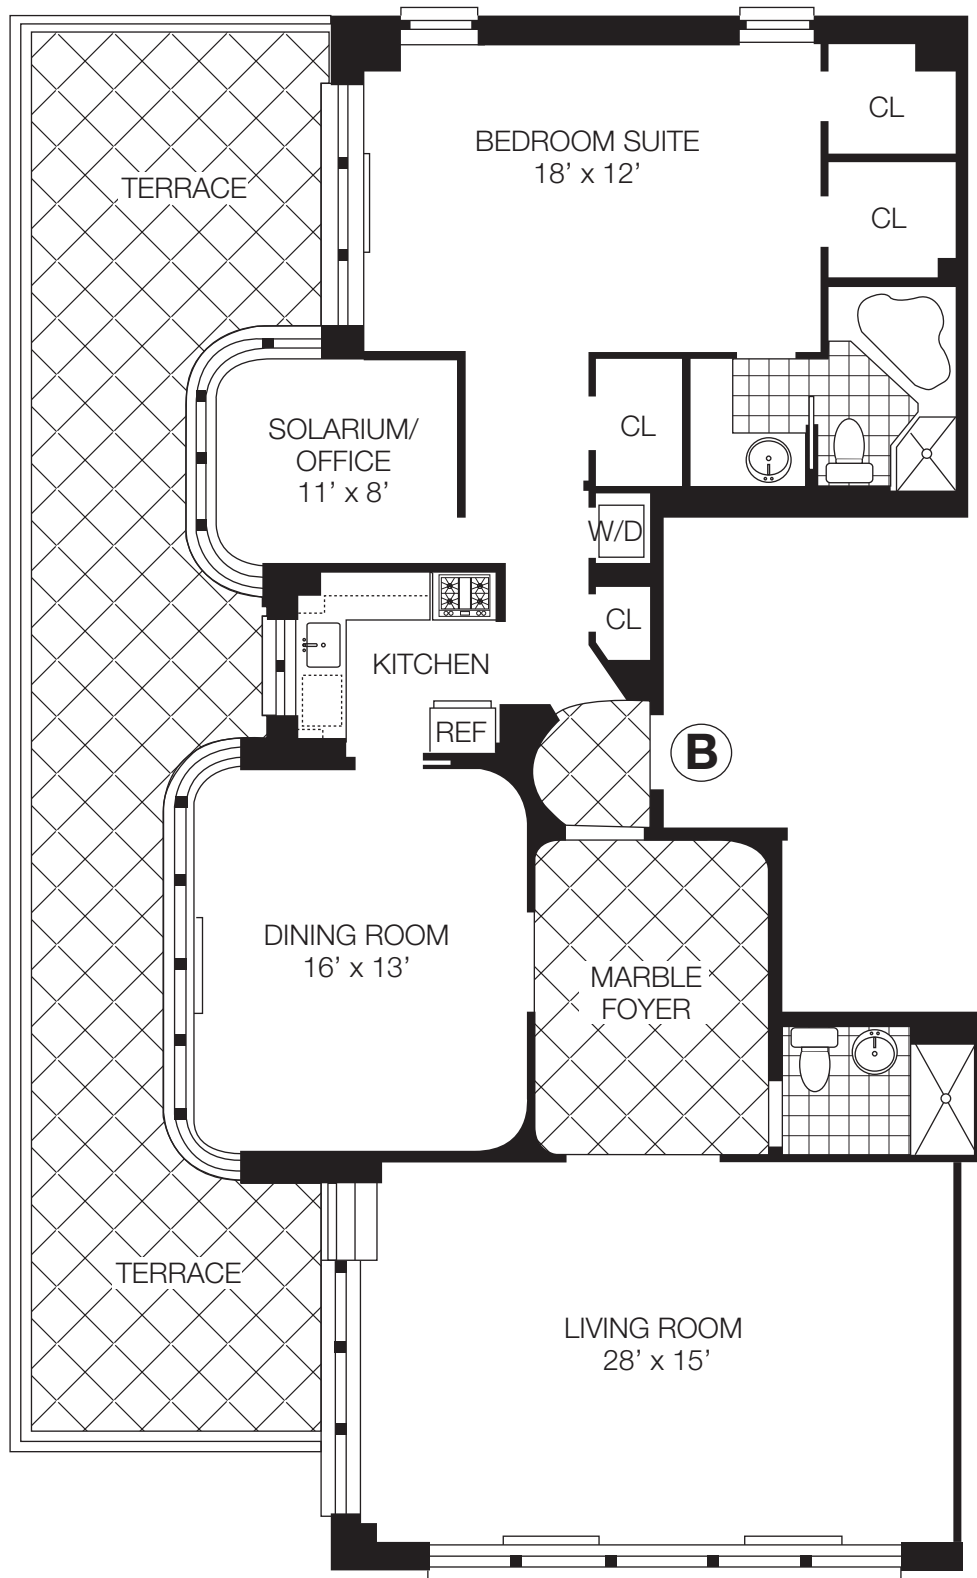 BEDROOM SUITE
18’ x 12’
CL
CL
TERRACE
SOLARIUM/
OFFICE
11’ x 8’
CL
W/D
CL
KITCHEN
REF
B
DINING ROOM
16’ x 13’
MARBLE
FOYER
TERRACE
LIVING ROOM
28’ x 15’